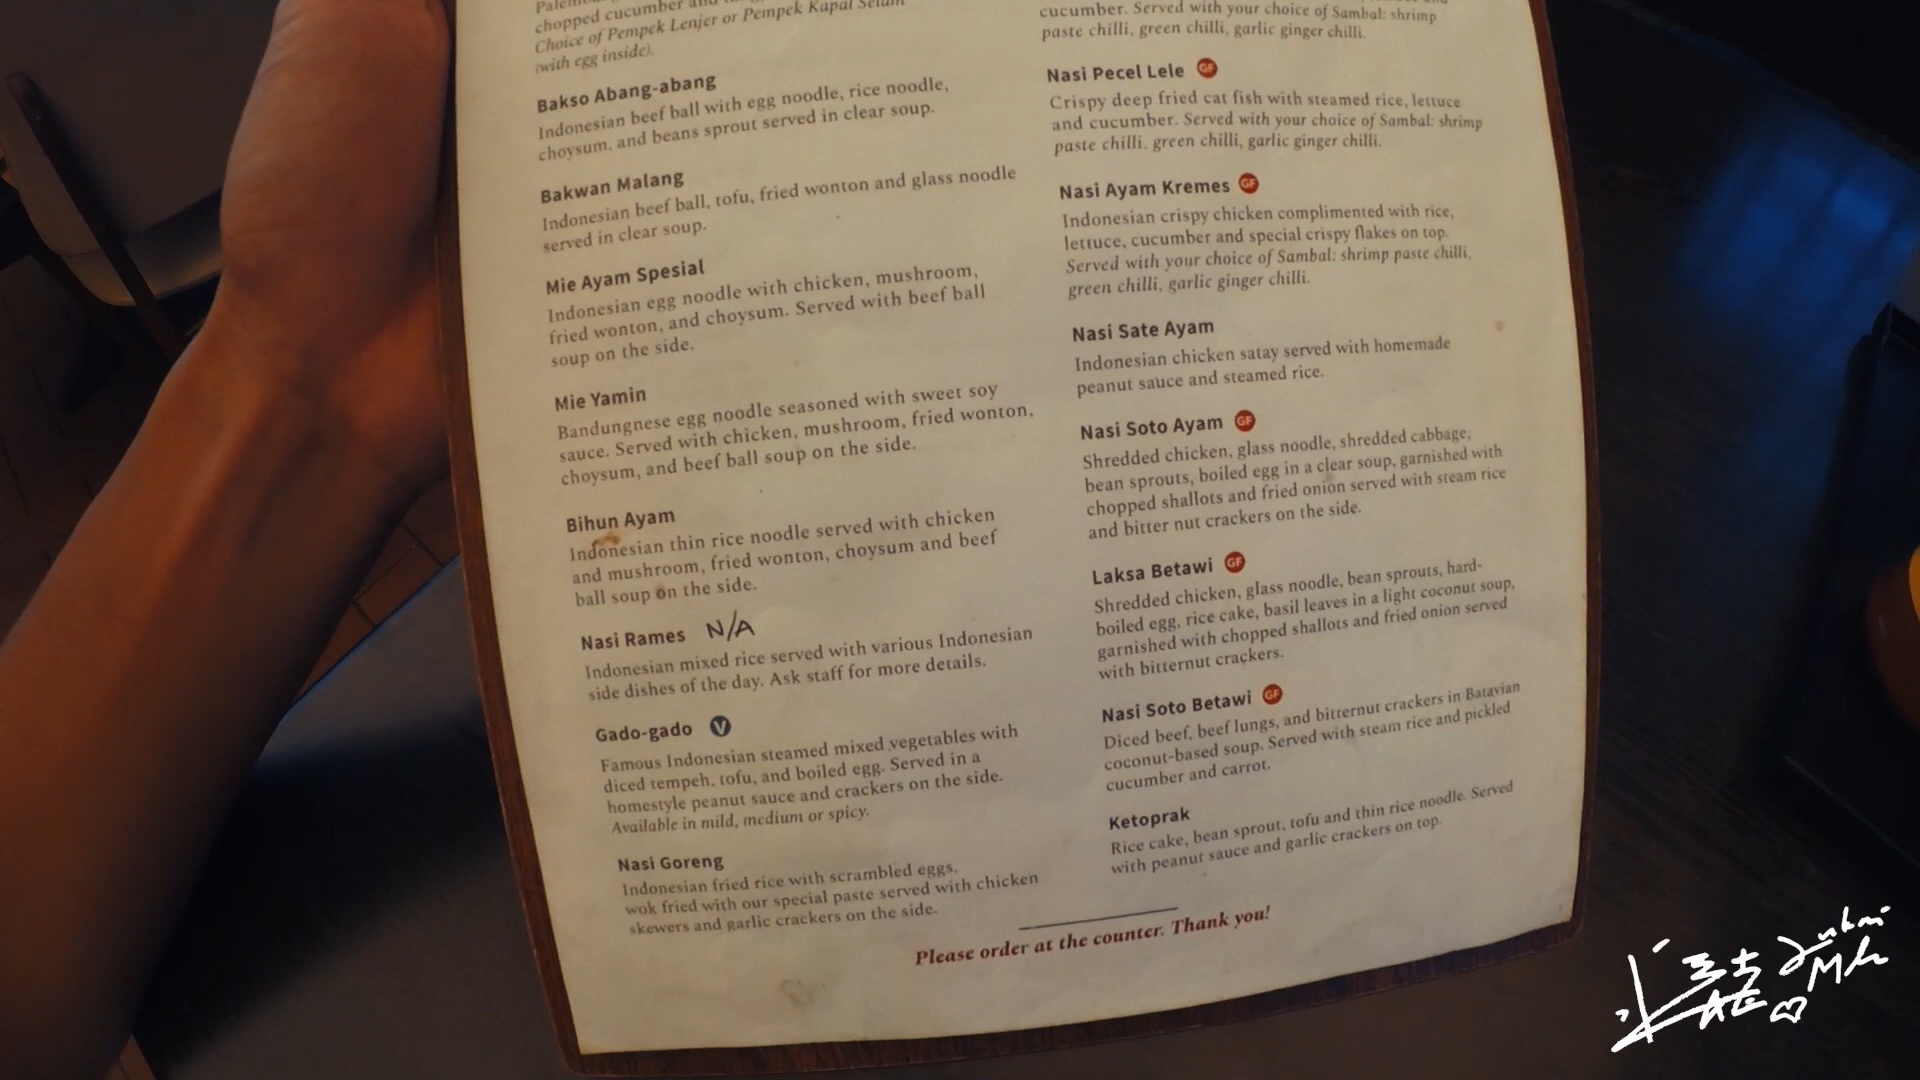 chopped cucumber and
Choice of Pempek Lenjer or Pempek Kapal Selam
(with egg inside).
Bakso Abang-abang
Indonesian beef ball with egg noodle, rice noodle,
choysum, and beans sprout served in clear soup.
Bakwan Malang
Indonesian beef ball, tofu, fried wonton and glass noodle
served in clear soup.
Mie Ayam Spesial
Indonesian egg noodle with chicken, mushroom,
fried wonton, and choysum. Served with beef ball
soup on the side.
Mie Yamin
Bandungnese egg noodle seasoned with sweet soy
sauce. Served with chicken, mushroom, fried wonton,
choysum, and beef ball soup on the side.
Bihun Ayam
Indonesian thin rice noodle served with chicken
and mushroom, fried wonton, choysum and beef
ball soup on the side.
Nasi Rames N/A
Indonesian mixed rice served with various Indonesian
side dishes of the day. Ask staff for more details.
Gado-gado V
Famous Indonesian steamed mixed vegetables with
diced tempeh, tofu, and boiled egg. Served in a
homestyle peanut sauce and crackers on the side.
Available in mild, medium or spicy.
Nasi Goreng
Indonesian fried rice with scrambled eggs,
wok fried with our special paste served with chicken
skewers and garlic crackers on the side.
cucumber. Served with your choice of Sambal: shrimp
paste chilli, green chilli, garlic ginger chilli.
Nasi Pecel Lele GF
Crispy deep fried cat fish with steamed rice, lettuce
and cucumber. Served with your choice of Sambal: shrimp
paste chilli, green chilli, garlic ginger chilli.
Nasi Ayam Kremes GF
Indonesian crispy chicken complimented with rice,
lettuce, cucumber and special crispy flakes on top.
Served with your choice of Sambal: shrimp paste chilli,
green chilli, garlic ginger chilli.
Nasi Sate Ayam
Indonesian chicken satay served with homemade
peanut sauce and steamed rice.
Nasi Soto Ayam GF
Shredded chicken, glass noodle, shredded cabbage,
bean sprouts, boiled egg in a clear soup, garnished with
chopped shallots and fried onion served with steam rice
and bitter nut crackers on the side.
Laksa Betawi GF
Shredded chicken, glass noodle, bean sprouts, hard-
boiled egg, rice cake, basil leaves in a light coconut soup,
garnished with chopped shallots and fried onion served
with bitternut crackers.
Nasi Soto Betawi GF
Diced beef, beef lungs, and bitternut crackers in Batavian
coconut-based soup. Served with steam rice and pickled
cucumber and carrot.
Ketoprak
Rice cake, bean sprout, tofu and thin rice noodle. Served
with peanut sauce and garlic crackers on top.
Please order at the counter. Thank you!